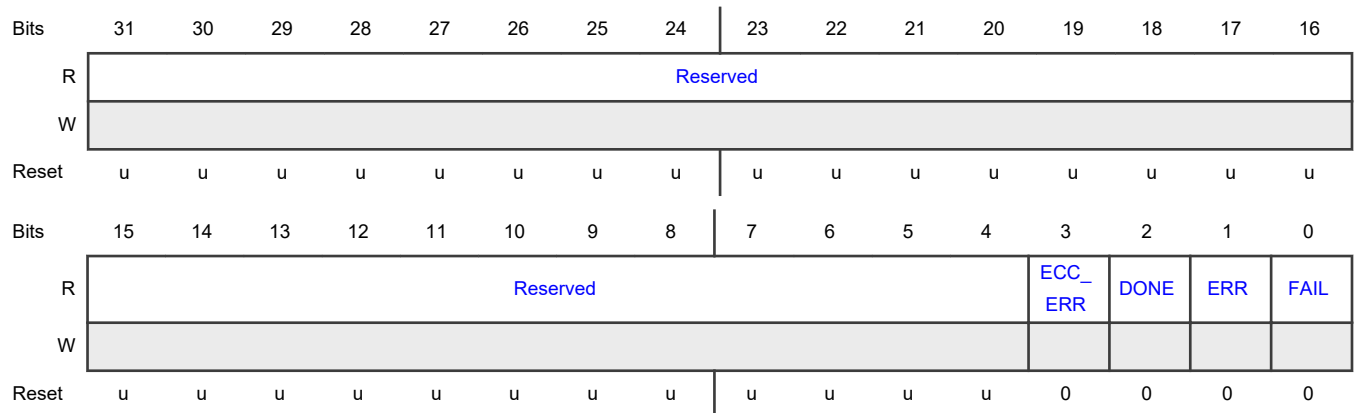 Bits 31 30 29 28 27 26 25 24 23 22 21 20 19 18 17 16
R Reserved
W
Reset u u u u u u u u u u u u u u u u
Bits 15 14 13 12 11 10 9 8 7 6 5 4 3 2 1 0
R Reserved ECC_ DONE ERR FAIL
ERR
W
Reset u u u u u u u u u u u u 0 0 0 0